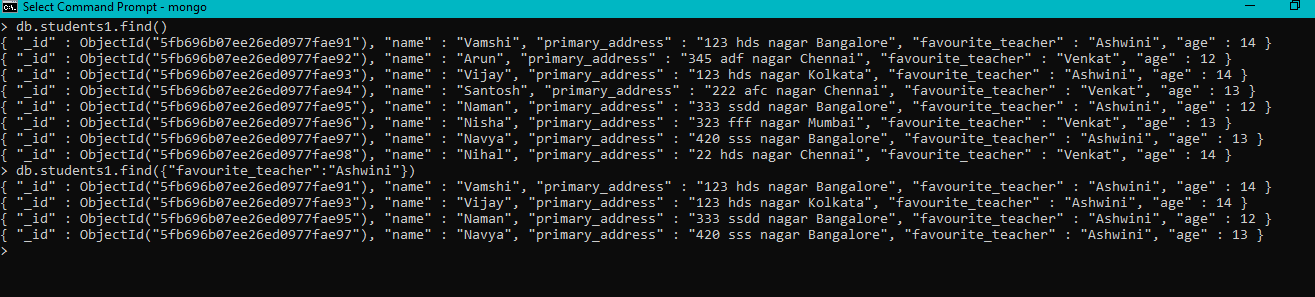 Select Command Prompt - mongo
> db.students1.find()
{ "_id" : ObjectId("5fb696b07ee26ed0977fae91"), "name" : "Vamshi", "primary_address" : "123 hds nagar Bangalore", "favourite_teacher" : "Ashwini", "age" : 14 }
{ "_id" : ObjectId("5fb696b07ee26ed0977fae92"), "name" : "Arun", "primary_address" : "345 adf nagar Chennai", "favourite_teacher" : "Venkat", "age" : 12 }
{ "_id" : ObjectId("5fb696b07ee26ed0977fae93"), "name" : "Vijay", "primary_address" : "123 hds nagar Kolkata", "favourite_teacher" : "Ashwini", "age" : 14 }
{ "_id" : ObjectId("5fb696b07ee26ed0977fae94"), "name" : "Santosh", "primary_address" : "222 afc nagar Chennai", "favourite_teacher" : "Venkat", "age" : 13 }
{ "_id" : ObjectId("5fb696b07ee26ed0977fae95"), "name" : "Naman", "primary_address" : "333 ssdd nagar Bangalore", "favourite_teacher" : "Ashwini", "age" : 12 }
{ "_id" : ObjectId("5fb696b07ee26ed0977fae96"), "name" : "Nisha", "primary_address" : "323 fff nagar Mumbai", "favourite_teacher" : "Venkat", "age" : 13 }
{ "_id" : ObjectId("5fb696b07ee26ed0977fae97"), "name" : "Navya", "primary_address" : "420 sss nagar Bangalore", "favourite_teacher" : "Ashwini", "age" : 13 }
{ "_id" : ObjectId("5fb696b07ee26ed0977fae98"), "name" : "Nihal", "primary_address" : "22 hds nagar Chennai", "favourite_teacher" : "Venkat", "age" : 14 }
> db.students1.find({"favourite_teacher":"Ashwini"})
{ "_id" : ObjectId("5fb696b07ee26ed0977fae91"), "name" : "Vamshi", "primary_address" : "123 hds nagar Bangalore", "favourite_teacher" : "Ashwini", "age" : 14 }
{ "_id" : ObjectId("5fb696b07ee26ed0977fae93"), "name" : "Vijay", "primary_address" : "123 hds nagar Kolkata", "favourite_teacher" : "Ashwini", "age" : 14 }
{ "_id" : ObjectId("5fb696b07ee26ed0977fae95"), "name" : "Naman", "primary_address" : "333 ssdd nagar Bangalore", "favourite_teacher" : "Ashwini", "age" : 12 }
{ "_id" : ObjectId("5fb696b07ee26ed0977fae97"), "name" : "Navya", "primary_address" : "420 sss nagar Bangalore", "favourite_teacher" : "Ashwini", "age" : 13 }
>